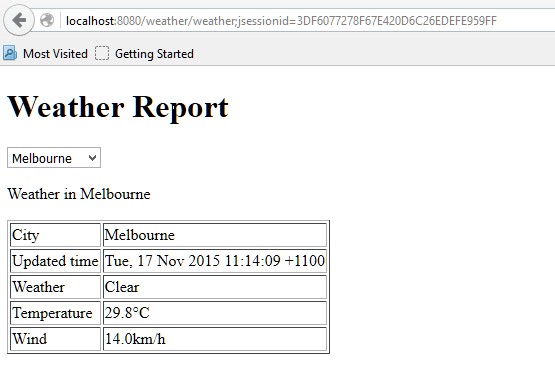 localhost:8080/weather/weather;jsessionid=3DF6077278F67E420D6C26EDEFE959FF
Most Visited Getting Started
Weather Report
Melbourne
Weather in Melbourne
City Melbourne
Updated time Tue, 17 Nov 2015 11:14:09 +1100
Weather Clear
Temperature 29.8°C
Wind 14.0km/h